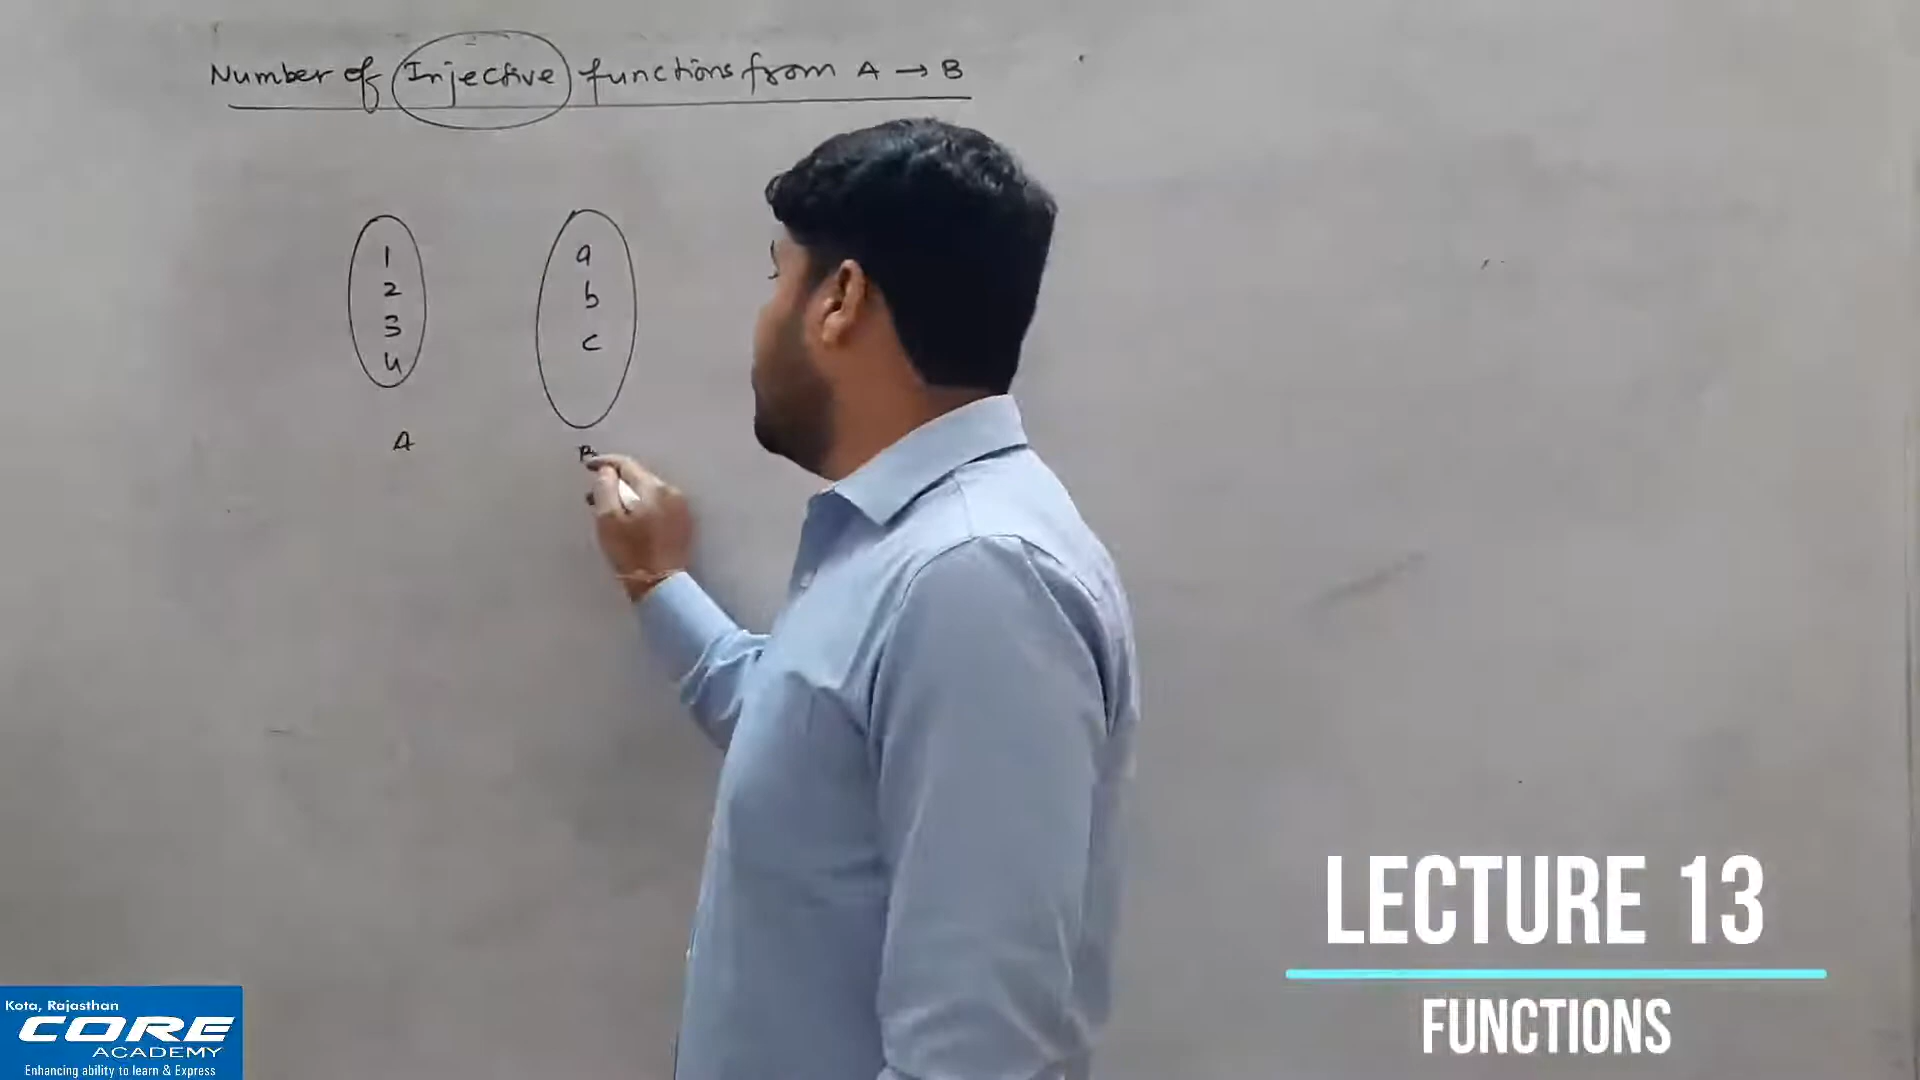 Number of Injective functions from A → B
1
2
3
4
A
a
b
c
B
LECTURE 13
FUNCTIONS
Kota, Rajasthan
CORE
ACADEMY
Enhancing ability to learn & Express